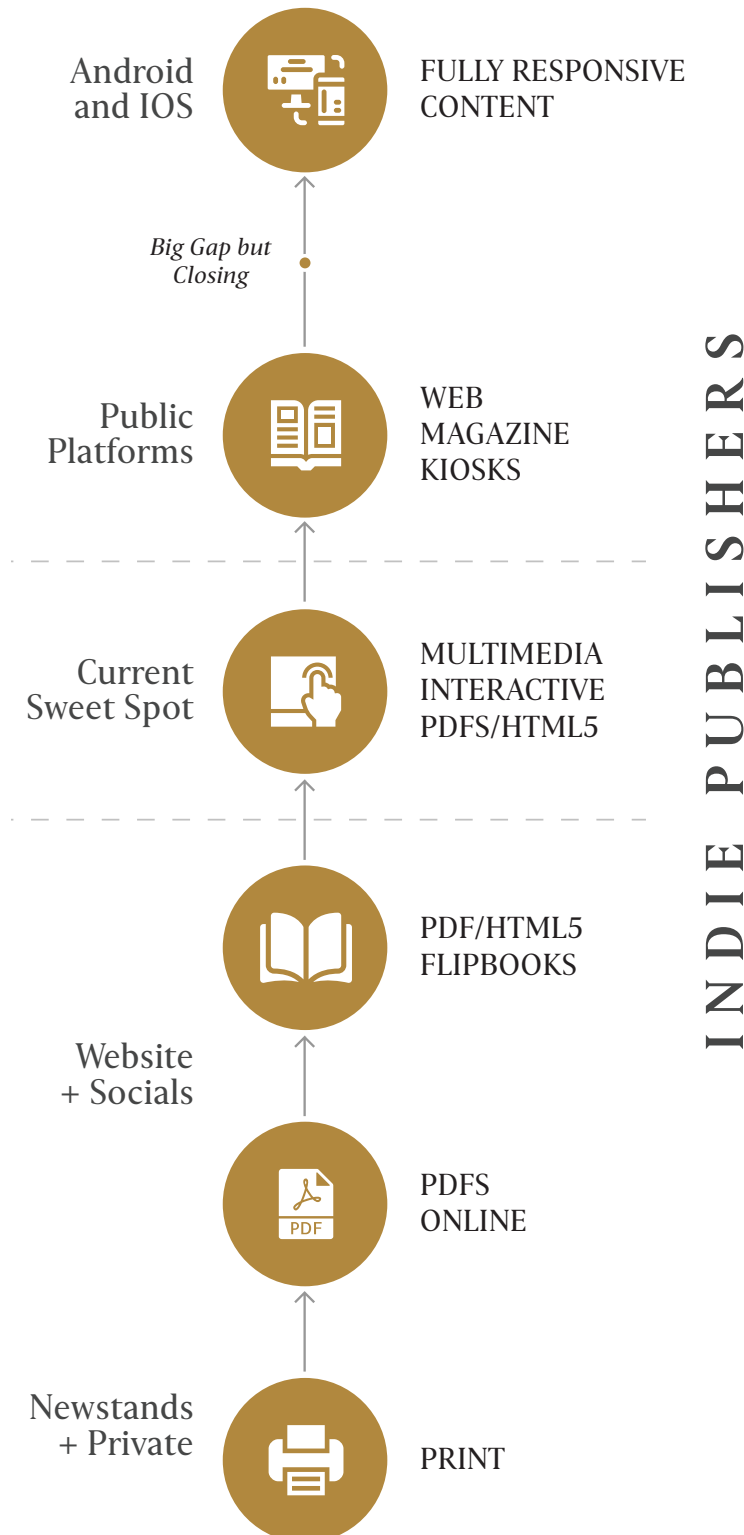 Android
and IOS
FULLY RESPONSIVE
CONTENT
Big Gap but
Closing
Public
Platforms
WEB
MAGAZINE
KIOSKS
Current
Sweet Spot
MULTIMEDIA
INTERACTIVE
PDFS/HTML5
PDF/HTML5
FLIPBOOKS
Website
+ Socials
PDF
PDFS
ONLINE
Newstands
+ Private
PRINT
INDIE PUBLISHERS